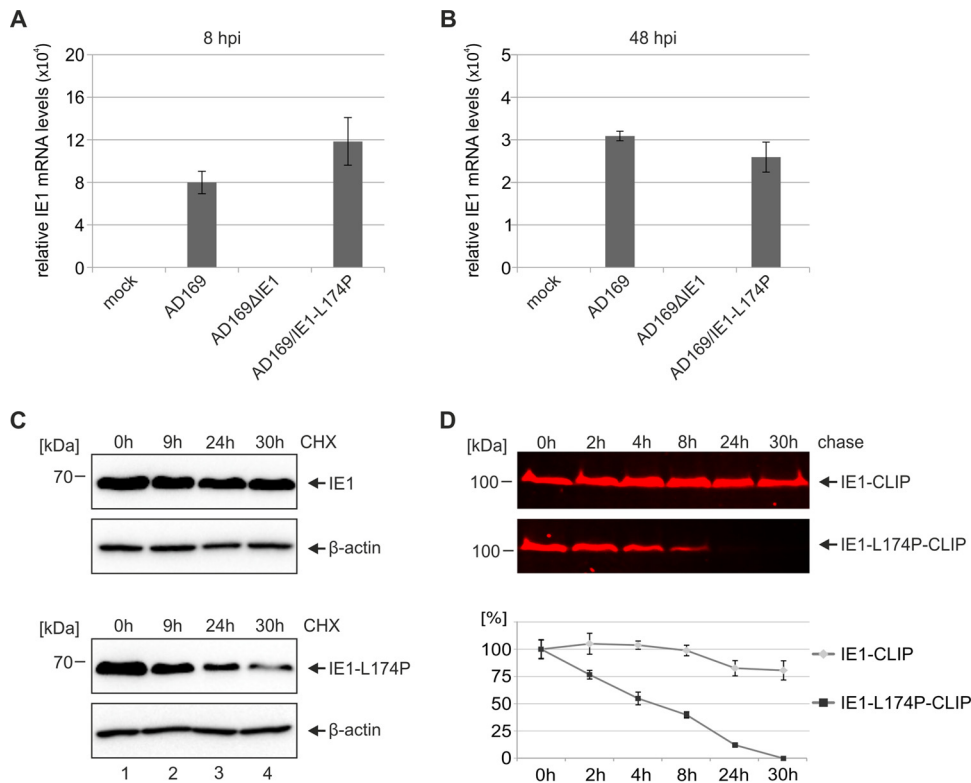 A
8 hpi
relative IE1 mRNA levels (x10⁴)
20
16
12
8
4
0
mock
AD169
AD169ΔIE1
AD169/IE1-L174P
B
48 hpi
relative IE1 mRNA levels (x10⁴)
5
4
3
2
1
0
mock
AD169
AD169ΔIE1
AD169/IE1-L174P
C
[kDa] 0h 9h 24h 30h CHX
70 IE1
β-actin
[kDa] 0h 9h 24h 30h CHX
70 IE1-L174P
β-actin
1 2 3 4
D
[kDa] 0h 2h 4h 8h 24h 30h chase
100 IE1-CLIP
100 IE1-L174P-CLIP
[%]
100
75
50
25
0
0h 2h 4h 8h 24h 30h
IE1-CLIP
IE1-L174P-CLIP